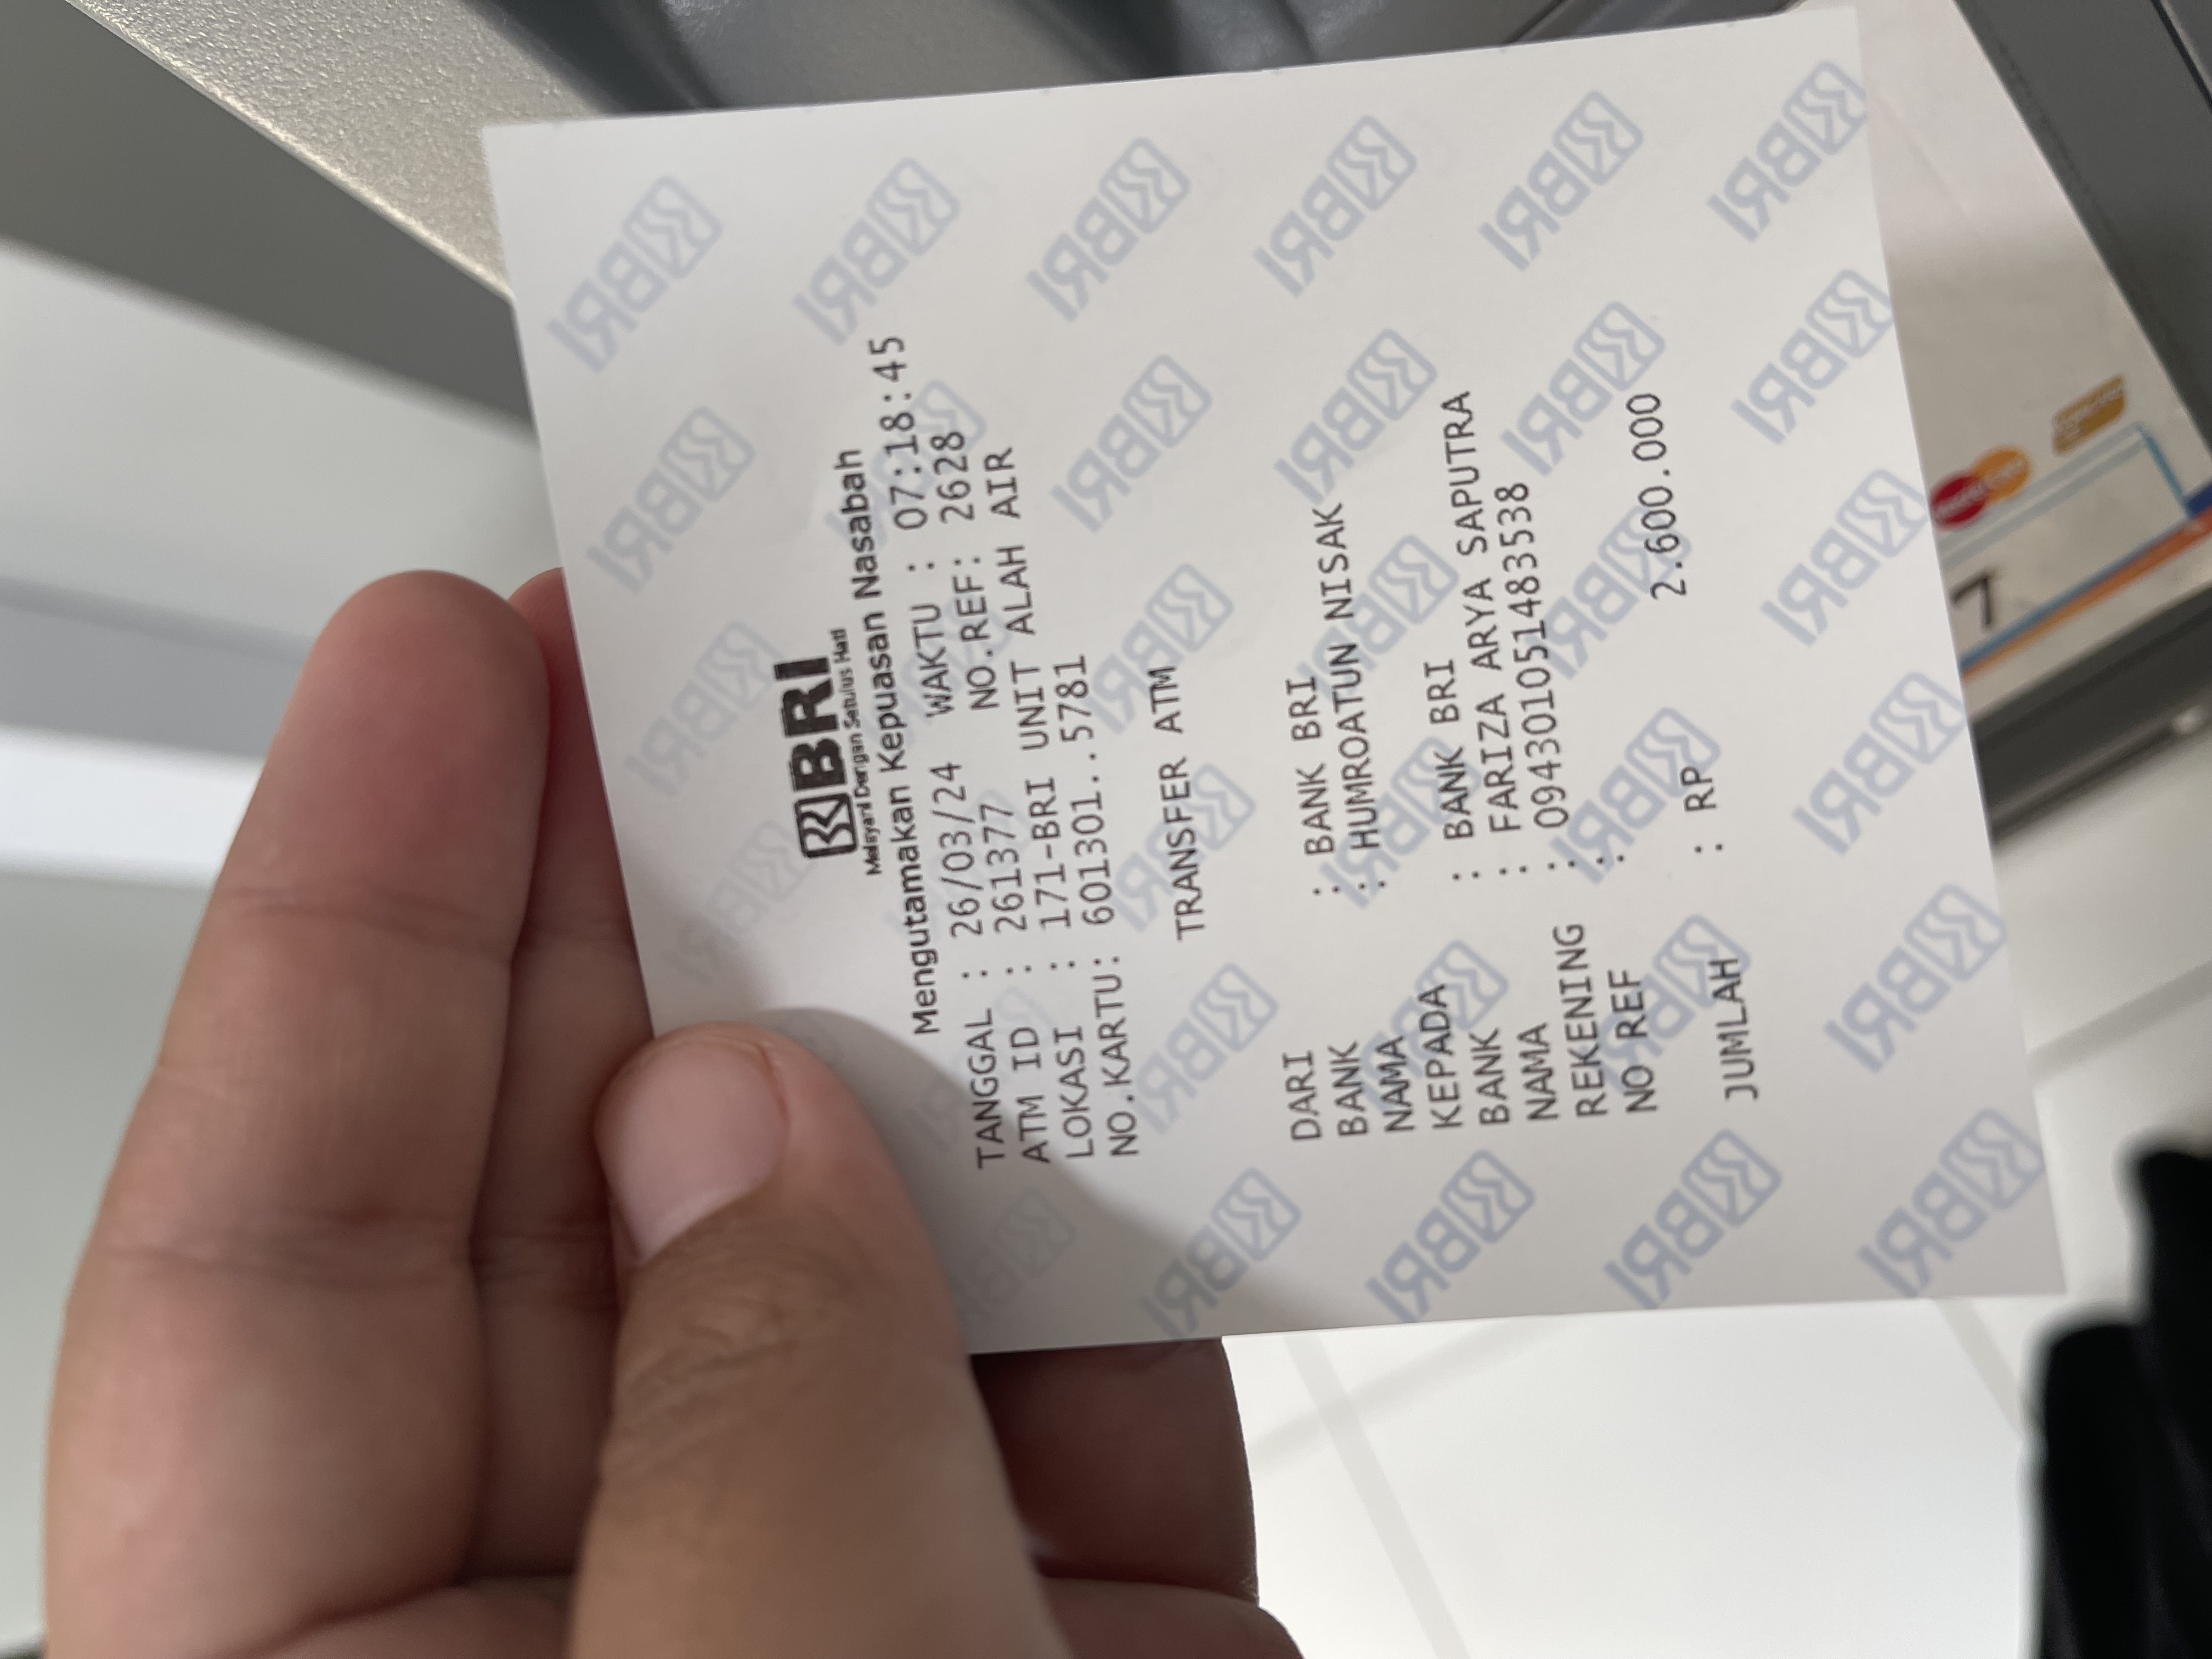 BRI
Melayani Dengan Setulus Hati
Mengutamakan Kepuasan Nasabah
TANGGAL : 26/03/24 WAKTU : 07:18:45
ATM ID : 261377 NO.REF: 2628
LOKASI : 171-BRI UNIT ALAH AIR
NO.KARTU: 601301..5781
TRANSFER ATM
DARI
BANK : BANK BRI
NAMA : HUMROATUN NISAK
KEPADA
BANK : BANK BRI
NAMA : FARIZA ARYA SAPUTRA
REKENING : 094301051483538
NO REF :
JUMLAH : RP 2.600.000